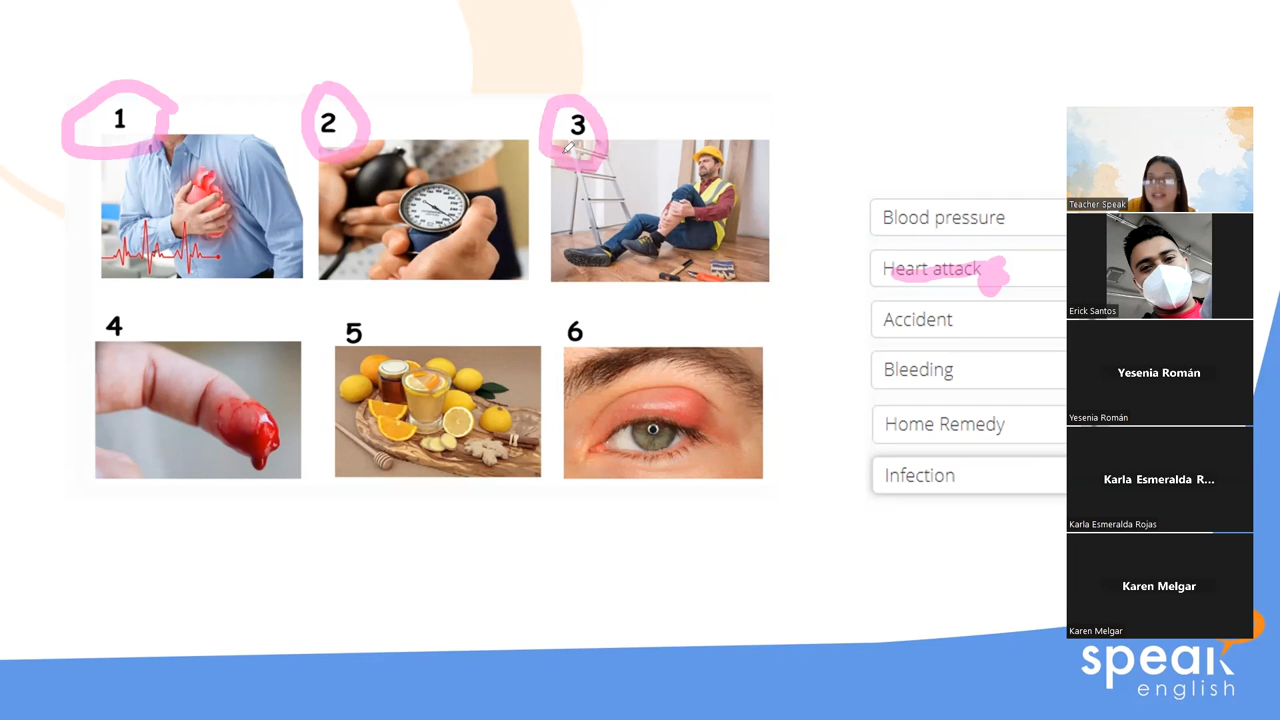 1
2
3
4
5
6
Blood pressure
Heart attack
Accident
Bleeding
Home Remedy
Infection
Teacher Speak
Erick Santos
Yesenia Román
Yesenia Román
Karla Esmeralda R...
Karla Esmeralda Rojas
Karen Melgar
Karen Melgar
speak
english